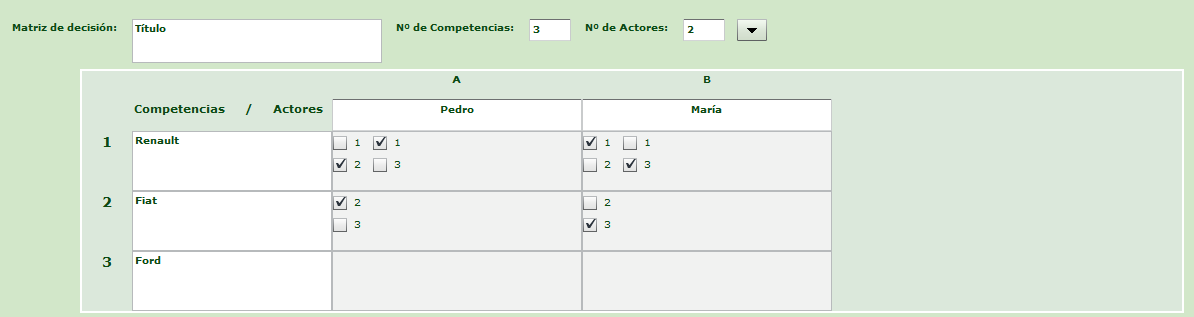 Matriz de decisión: Título Nº de Competencias: 3 Nº de Actores: 2
A B
Competencias / Actores Pedro María
1 Renault 1 1 1 1
2 3 2 3
2 Fiat 2 2
3 3
3 Ford